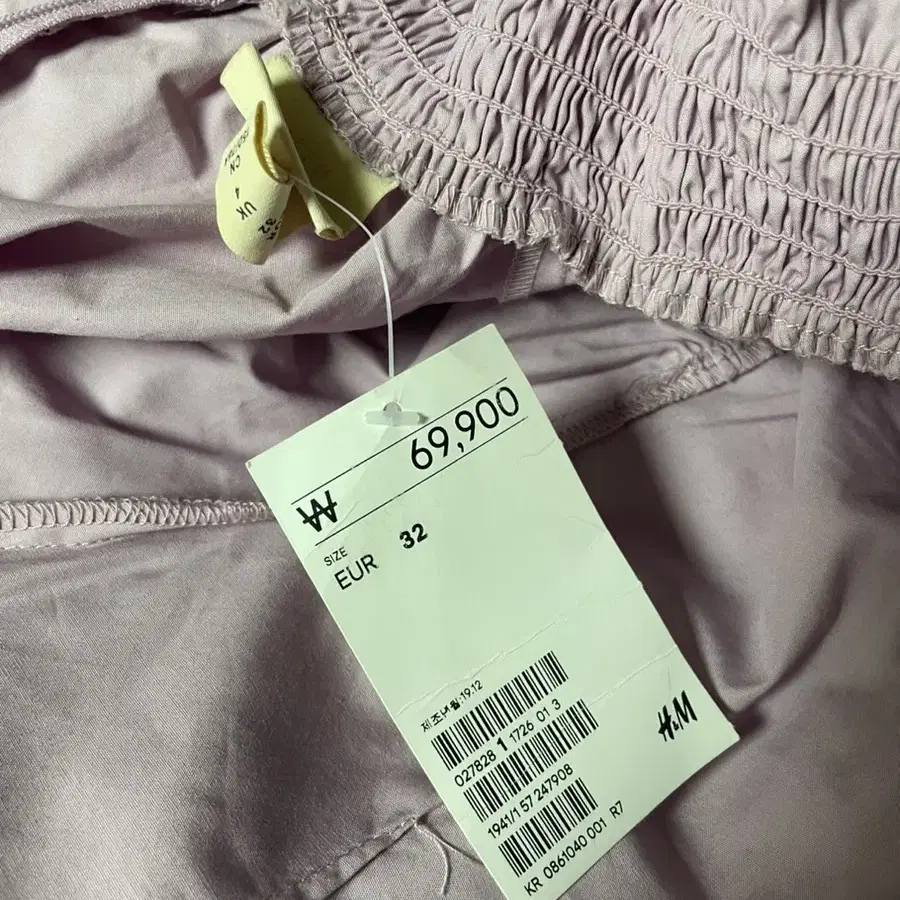 CN
UK 4
32
₩ 69,900
SIZE
EUR 32
제조년월:19.12
027828 1 1726 01 3
1941/1 57 247908
KR 0861040 001 R7
H&M